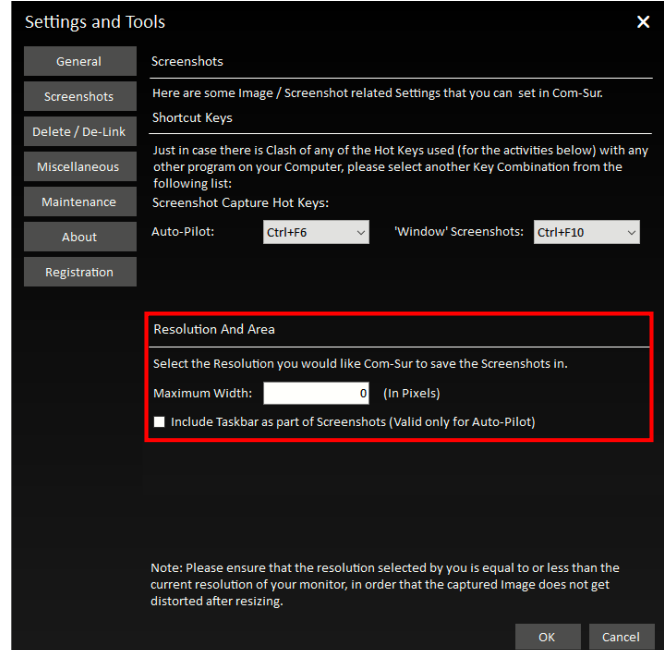 Settings and Tools
General
Screenshots
Delete / De-Link
Miscellaneous
Maintenance
About
Registration
Screenshots
Here are some Image / Screenshot related Settings that you can set in Com-Sur.
Shortcut Keys
Just in case there is Clash of any of the Hot Keys used (for the activities below) with any
other program on your Computer, please select another Key Combination from the
following list:
Screenshot Capture Hot Keys:
Auto-Pilot: Ctrl+F6 'Window' Screenshots: Ctrl+F10
Resolution And Area
Select the Resolution you would like Com-Sur to save the Screenshots in.
Maximum Width: 0 (In Pixels)
Include Taskbar as part of Screenshots (Valid only for Auto-Pilot)
Note: Please ensure that the resolution selected by you is equal to or less than the
current resolution of your monitor, in order that the captured Image does not get
distorted after resizing.
OK Cancel